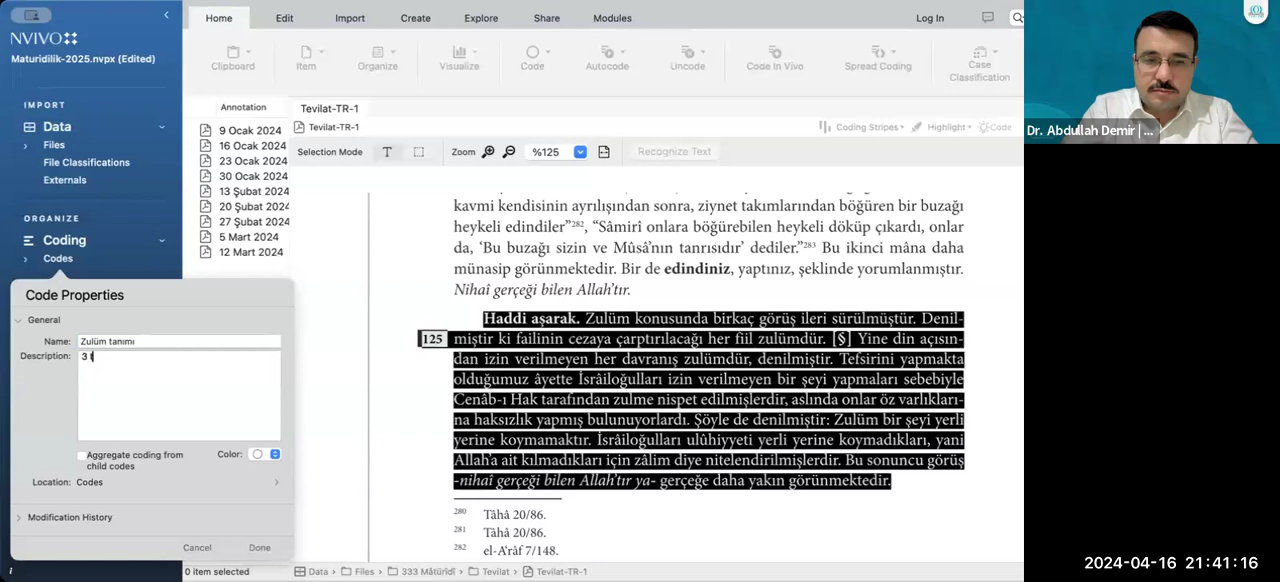 NVIVO
Maturidilik-2025.nvpx (Edited)
IMPORT
Data
Files
File Classifications
Externals
ORGANIZE
Coding
Codes
Home
Edit
Import
Create
Explore
Share
Modules
Log In
Clipboard
Item
Organize
Visualize
Code
Autocode
Uncode
Code In Vivo
Spread Coding
Case
Classification
Annotation
9 Ocak 2024
16 Ocak 2024
23 Ocak 2024
30 Ocak 2024
13 Şubat 2024
20 Şubat 2024
27 Şubat 2024
5 Mart 2024
12 Mart 2024
Tevilat-TR-1
Tevilat-TR-1
Coding Stripes
Highlight
Code
Selection Mode
Zoom
%125
Recognize Text
kavmi kendisinin ayrılışından sonra, ziynet takımlarından böğüren bir buzağı
heykeli edindiler”282, “Sâmirî onlara böğürebilen heykeli döküp çıkardı, onlar
da, ‘Bu buzağı sizin ve Mûsâ’nın tanrısıdır’ dediler.”283 Bu ikinci mâna daha
münasip görünmektedir. Bir de edindiniz, yaptınız, şeklinde yorumlanmıştır.
Nihaî gerçeği bilen Allah’tır.
Haddi aşarak. Zulüm konusunda birkaç görüş ileri sürülmüştür. Denil-
125 miştir ki failinin cezaya çarptırılacağı her fiil zulümdür. [§] Yine din açısın-
dan izin verilmeyen her davranış zulümdür, denilmiştir. Tefsirini yapmakta
olduğumuz âyette İsrâiloğulları izin verilmeyen bir şeyi yapmaları sebebiyle
Cenâb-ı Hak tarafından zulme nispet edilmişlerdir, aslında onlar öz varlıkları-
na haksızlık yapmış bulunuyorlardı. Şöyle de denilmiştir: Zulüm bir şeyi yerli
yerine koymamaktır. İsrâiloğulları ulûhiyyeti yerli yerine koymadıkları, yani
Allah’a ait kılmadıkları için zâlim diye nitelendirilmişlerdir. Bu sonuncu görüş
-nihaî gerçeği bilen Allah’tır ya- gerçeğe daha yakın görünmektedir.
280 Tâhâ 20/86.
281 Tâhâ 20/86.
282 el-A’râf 7/148.
Code Properties
General
Name: Zulüm tanımı
Description: 3 t
Aggregate coding from
child codes
Color:
Location: Codes
Modification History
Cancel
Done
0 item selected
Data > Files > 333 Mâtürîdî > Tevilat > Tevilat-TR-1
Dr. Abdullah Demir | ...
2024-04-16 21:41:16